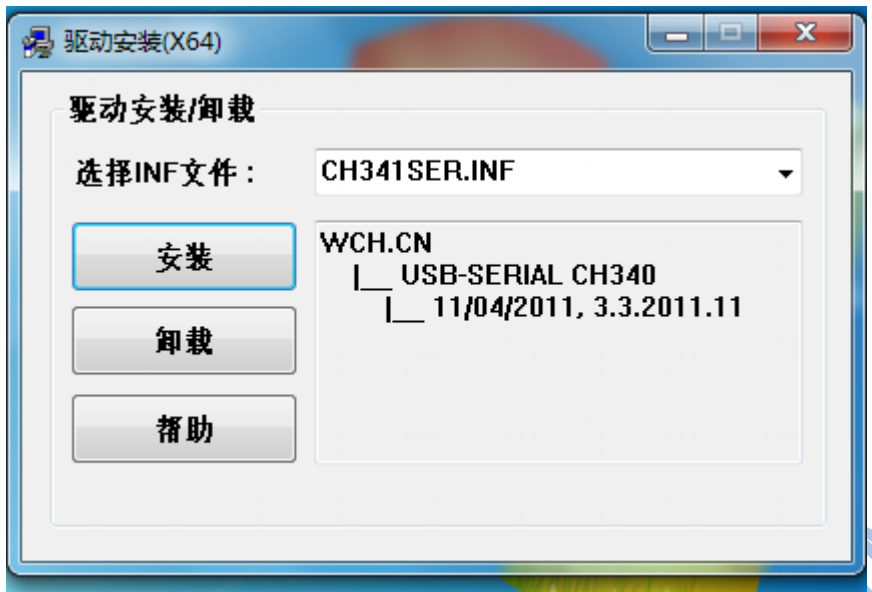 驱动安装(X64)
驱动安装/卸载
选择INF文件：
CH341SER.INF
安装
WCH.CN
|__ USB-SERIAL CH340
|__ 11/04/2011, 3.3.2011.11
卸载
帮助